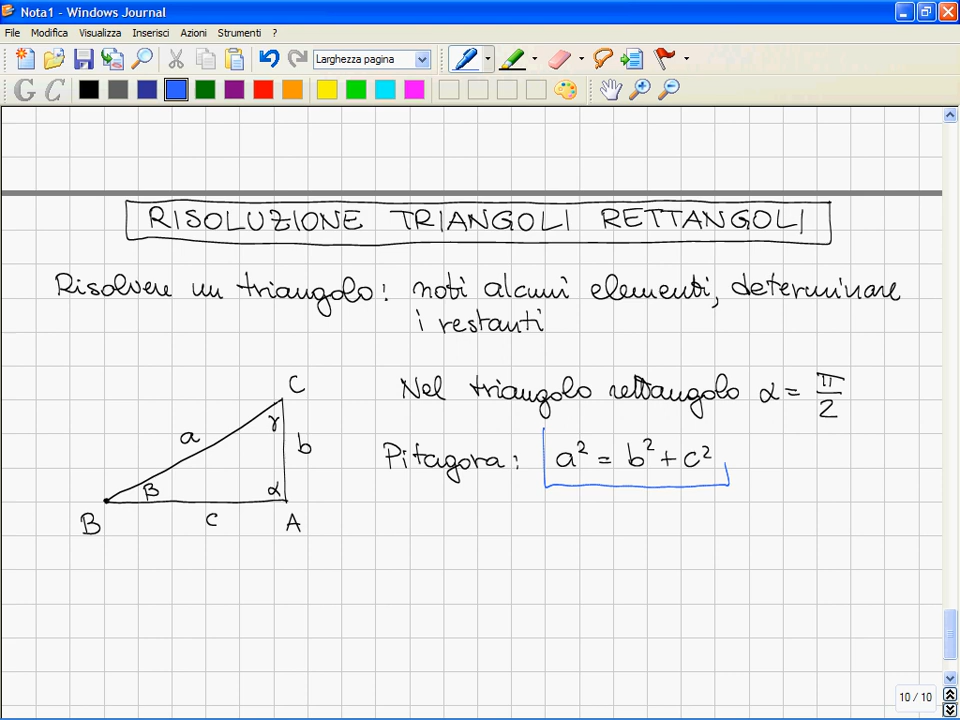 Nota1 - Windows Journal
File Modifica Visualizza Inserisci Azioni Strumenti ?
Larghezza pagina
G C
RISOLUZIONE TRIANGOLI RETTANGOLI
Risolvere un triangolo: noti alcuni elementi, determinare
i restanti
Nel triangolo rettangolo α = π/2
Pitagora: a² = b² + c²
C
γ
a
b
β
α
B
c
A
10 / 10